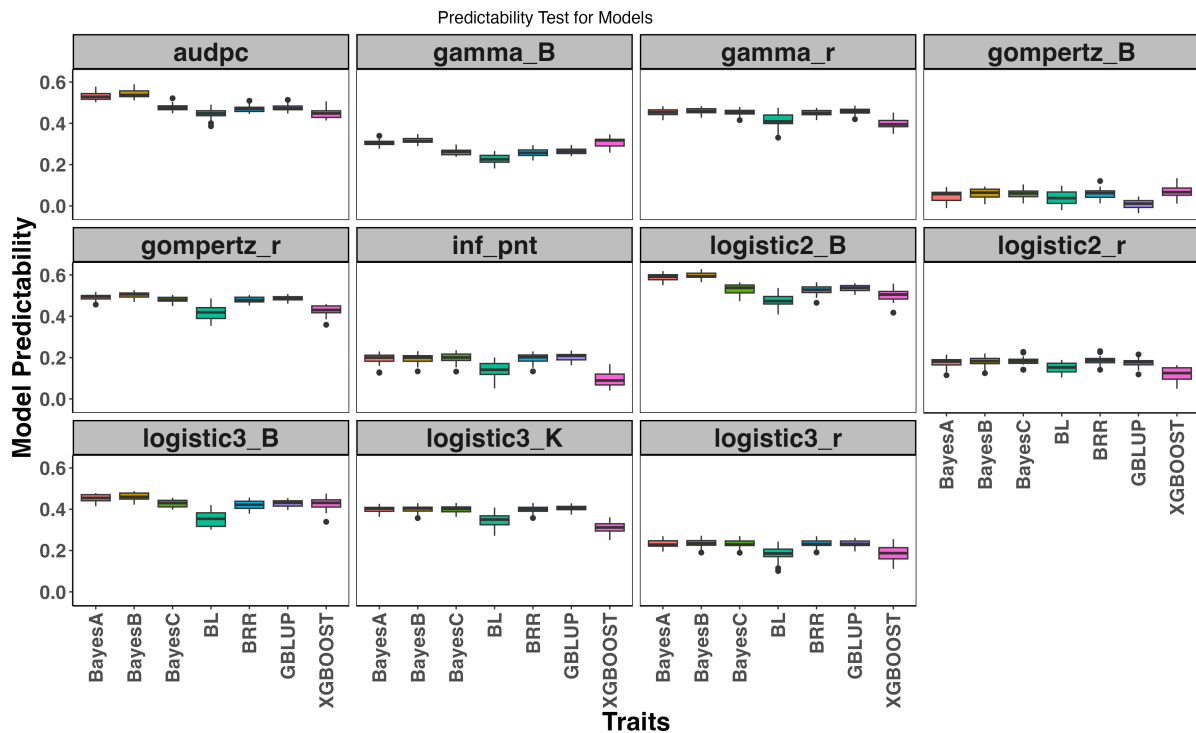 Predictability Test for Models
audpc
gamma_B
gamma_r
gompertz_B
0.6
0.4
0.2
0.0
gompertz_r
inf_pnt
logistic2_B
logistic2_r
0.6
0.4
0.2
0.0
logistic3_B
logistic3_K
logistic3_r
0.6
0.4
0.2
0.0
Model Predictability
BayesA
BayesB
BayesC
BL
BRR
GBLUP
XGBOOST
BayesA
BayesB
BayesC
BL
BRR
GBLUP
XGBOOST
BayesA
BayesB
BayesC
BL
BRR
GBLUP
XGBOOST
BayesA
BayesB
BayesC
BL
BRR
GBLUP
XGBOOST
Traits